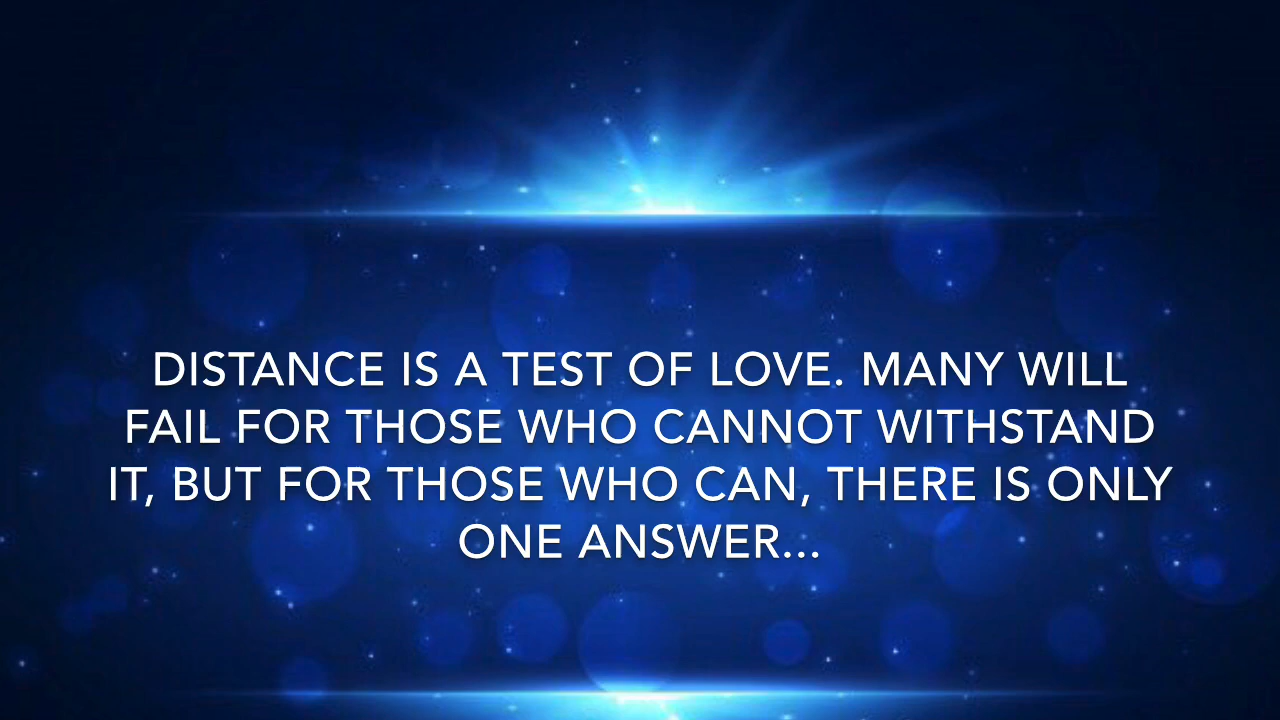 DISTANCE IS A TEST OF LOVE. MANY WILL
FAIL FOR THOSE WHO CANNOT WITHSTAND
IT, BUT FOR THOSE WHO CAN, THERE IS ONLY
ONE ANSWER...